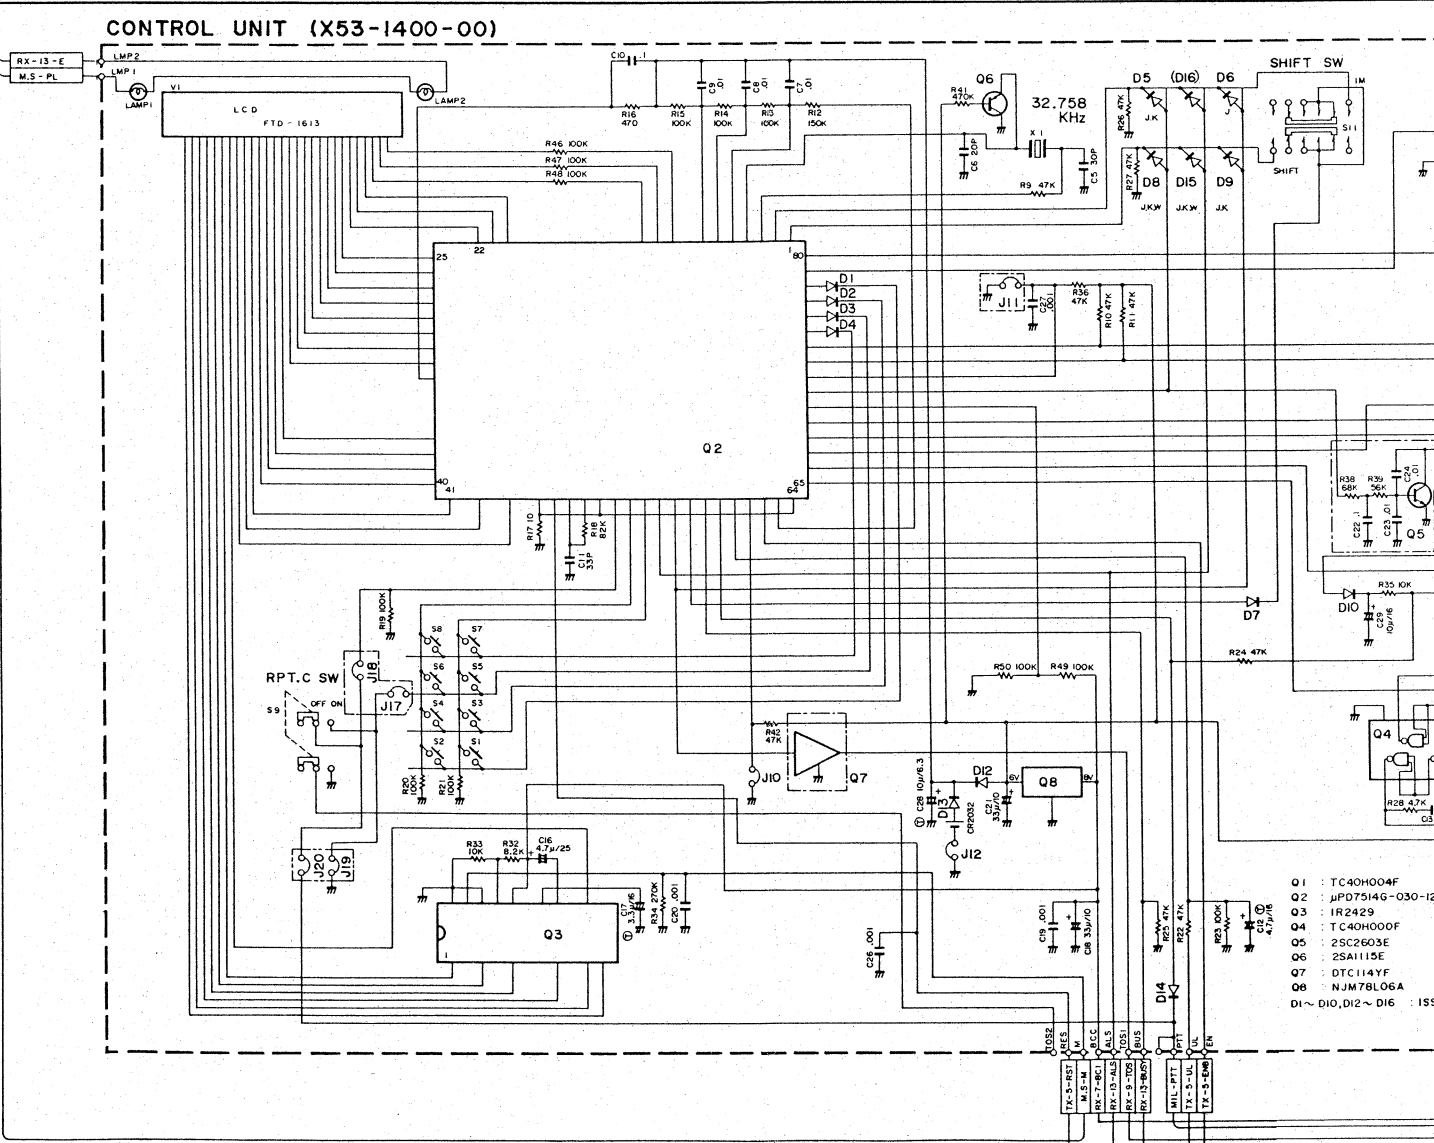 CONTROL UNIT (X53-1400-00)
RX-13-E
M.S-PL
LMP2
LMP1
LAMP1
LAMP2
V1
LCD
FTD-1613
C10 .1
C9 .01
C8 .01
C7 .01
R16 470
R15 100K
R14 100K
R13 100K
R12 150K
R46 100K
R47 100K
R48 100K
R41 470K
Q6
32.758 KHz
X1
C6 20P
C5 30P
R9 47K
D5
(D16)
D6
R26 47K
J.K
J
R27 47K
D8
D15
D9
J.K.W
J.K.W
J.K
SHIFT SW
1M
S11
SHIFT
25
22
1
80
40
41
65
64
Q2
D1
D2
D3
D4
J11
C27 .001
R36 47K
R10 47K
R11 47K
R38 68K
R39 56K
C24 .01
C22 .1
C23 .01
Q5
R17 10
C11 33P
R18 82K
R19 100K
D7
D10
R35 10K
C29 10μ/16
R24 47K
RPT.C SW
S9
OFF ON
J18
J17
S8
S7
S6
S5
S4
S3
S2
S1
R20 100K
R21 100K
R50 100K
R49 100K
R42 47K
J10
Q7
C28 10μ/6.3
D13
D12
CR2032
J12
C21 33μ/10
6V
Q8
8V
Q4
R28 4.7K
C13
J20
J19
R33 10K
R32 8.2K
C16 4.7μ/25
C17 3.3μ/16
R34 270K
C20 .001
Q3
1
C26 .001
C19 .001
C18 33μ/10
R25 47K
R22 47K
R23 100K
C12 4.7μ/16
D14
Q1 : TC40H004F
Q2 : μPD7514G-030-12
Q3 : IR2429
Q4 : TC40H000F
Q5 : 2SC2603E
Q6 : 2SA1115E
Q7 : DTC114YF
Q8 : NJM78L06A
D1~D10,D12~D16 : 1SS
TOS2
RES
M
BCC
ALS
TOS1
BUS
PTT
UL
EN
TX-5-RST
M.S-M
RX-7-BC1
RX-13-ALS
RX-9-TOS
RX-13-BUSY
MIL-PTT
TX-5-UL
TX-5-ENB